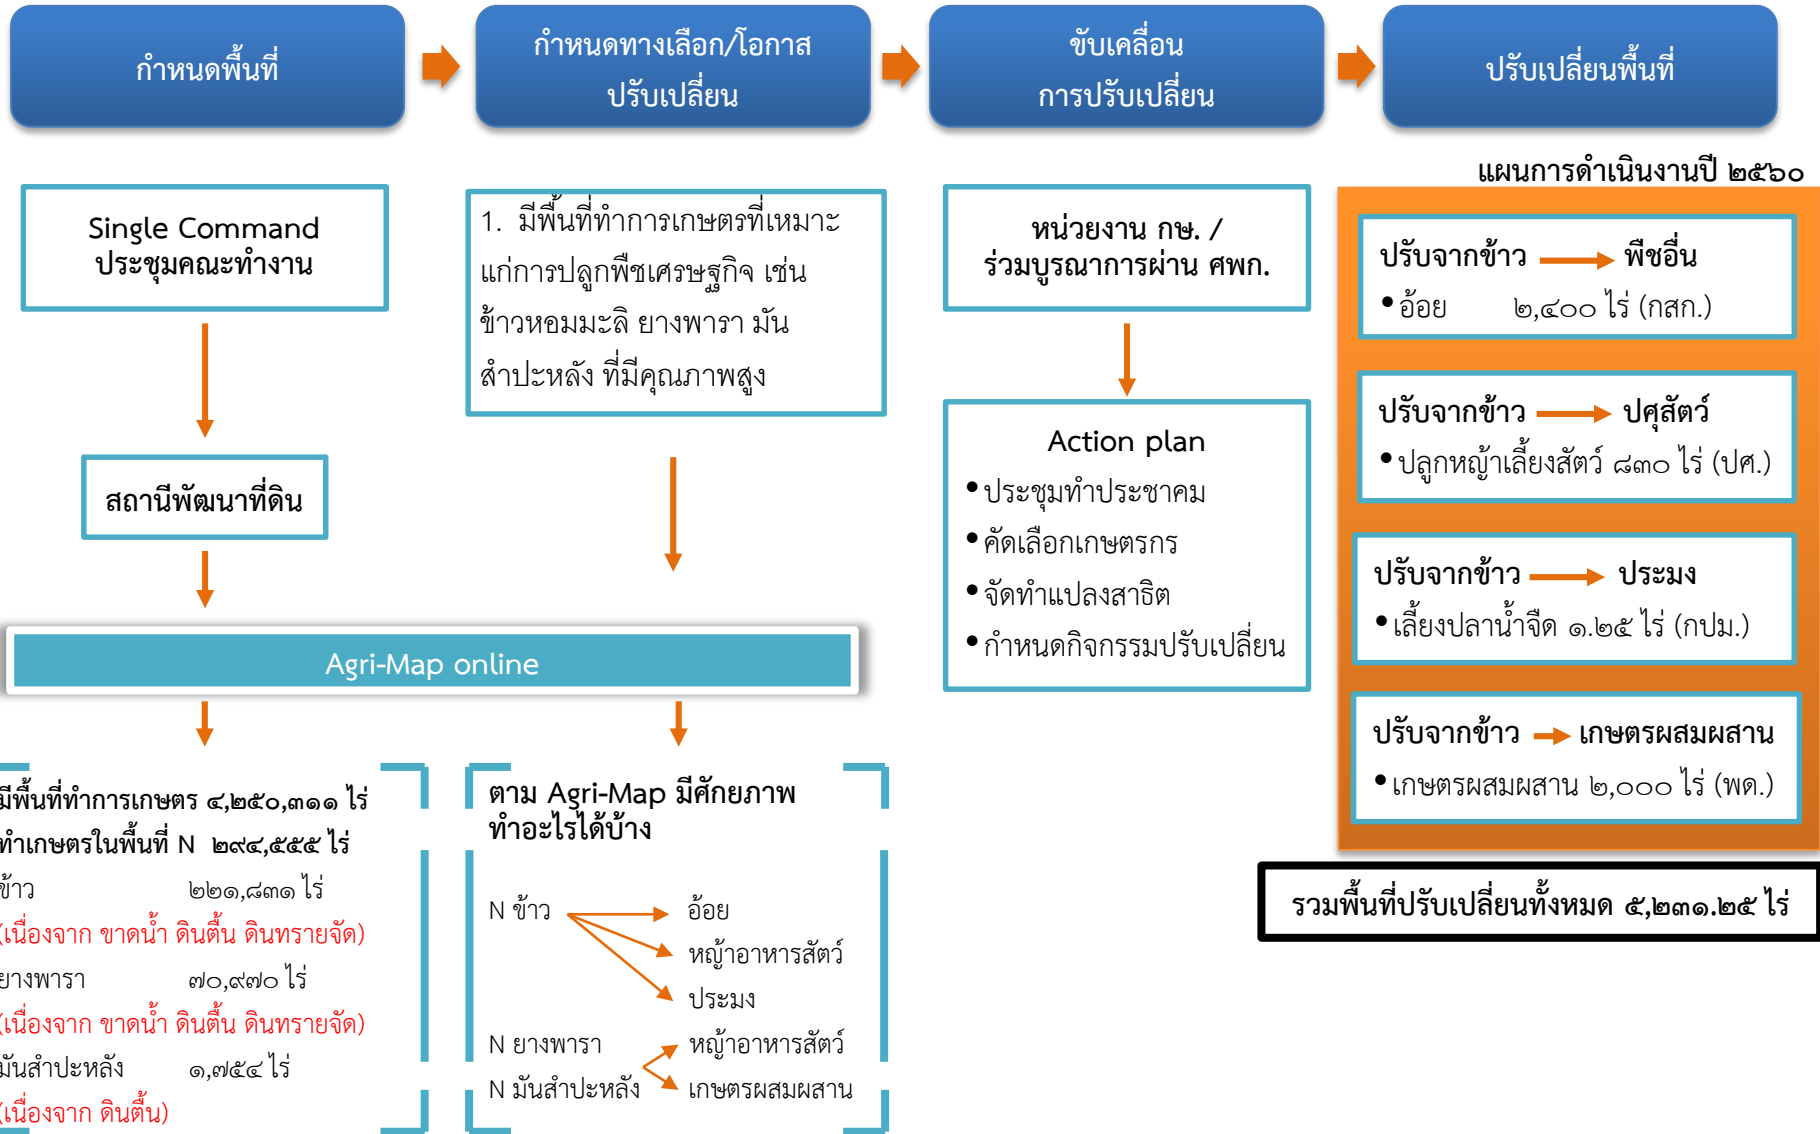 กำหนดพื้นที่
กำหนดทางเลือก/โอกาส
ปรับเปลี่ยน
ขับเคลื่อน
การปรับเปลี่ยน
ปรับเปลี่ยนพื้นที่
Single Command
ประชุมคณะทำงาน
สถานีพัฒนาที่ดิน
1. มีพื้นที่ทำการเกษตรที่เหมาะ
แก่การปลูกพืชเศรษฐกิจ เช่น
ข้าวหอมมะลิ ยางพารา มัน
สำปะหลัง ที่มีคุณภาพสูง
Agri-Map online
มีพื้นที่ทำการเกษตร ๔,๒๕๐,๓๑๑ ไร่
ทำเกษตรในพื้นที่ N ๒๙๔,๕๕๕ ไร่
ข้าว ๒๒๑,๘๓๑ ไร่
(เนื่องจาก ขาดน้ำ ดินตื้น ดินทรายจัด)
ยางพารา ๗๐,๙๗๐ ไร่
(เนื่องจาก ขาดน้ำ ดินตื้น ดินทรายจัด)
มันสำปะหลัง ๑,๗๕๔ ไร่
(เนื่องจาก ดินตื้น)
ตาม Agri-Map มีศักยภาพ
ทำอะไรได้บ้าง
N ข้าว อ้อย
หญ้าอาหารสัตว์
ประมง
N ยางพารา หญ้าอาหารสัตว์
N มันสำปะหลัง เกษตรผสมผสาน
หน่วยงาน กษ. /
ร่วมบูรณาการผ่าน ศพก.
Action plan
•ประชุมทำประชาคม
•คัดเลือกเกษตรกร
•จัดทำแปลงสาธิต
•กำหนดกิจกรรมปรับเปลี่ยน
แผนการดำเนินงานปี ๒๕๖๐
ปรับจากข้าว พืชอื่น
•อ้อย ๒,๔๐๐ ไร่ (กสก.)
ปรับจากข้าว ปศุสัตว์
•ปลูกหญ้าเลี้ยงสัตว์ ๘๓๐ ไร่ (ปศ.)
ปรับจากข้าว ประมง
•เลี้ยงปลาน้ำจืด ๑.๒๕ ไร่ (กปม.)
ปรับจากข้าว เกษตรผสมผสาน
•เกษตรผสมผสาน ๒,๐๐๐ ไร่ (พด.)
รวมพื้นที่ปรับเปลี่ยนทั้งหมด ๕,๒๓๑.๒๕ ไร่